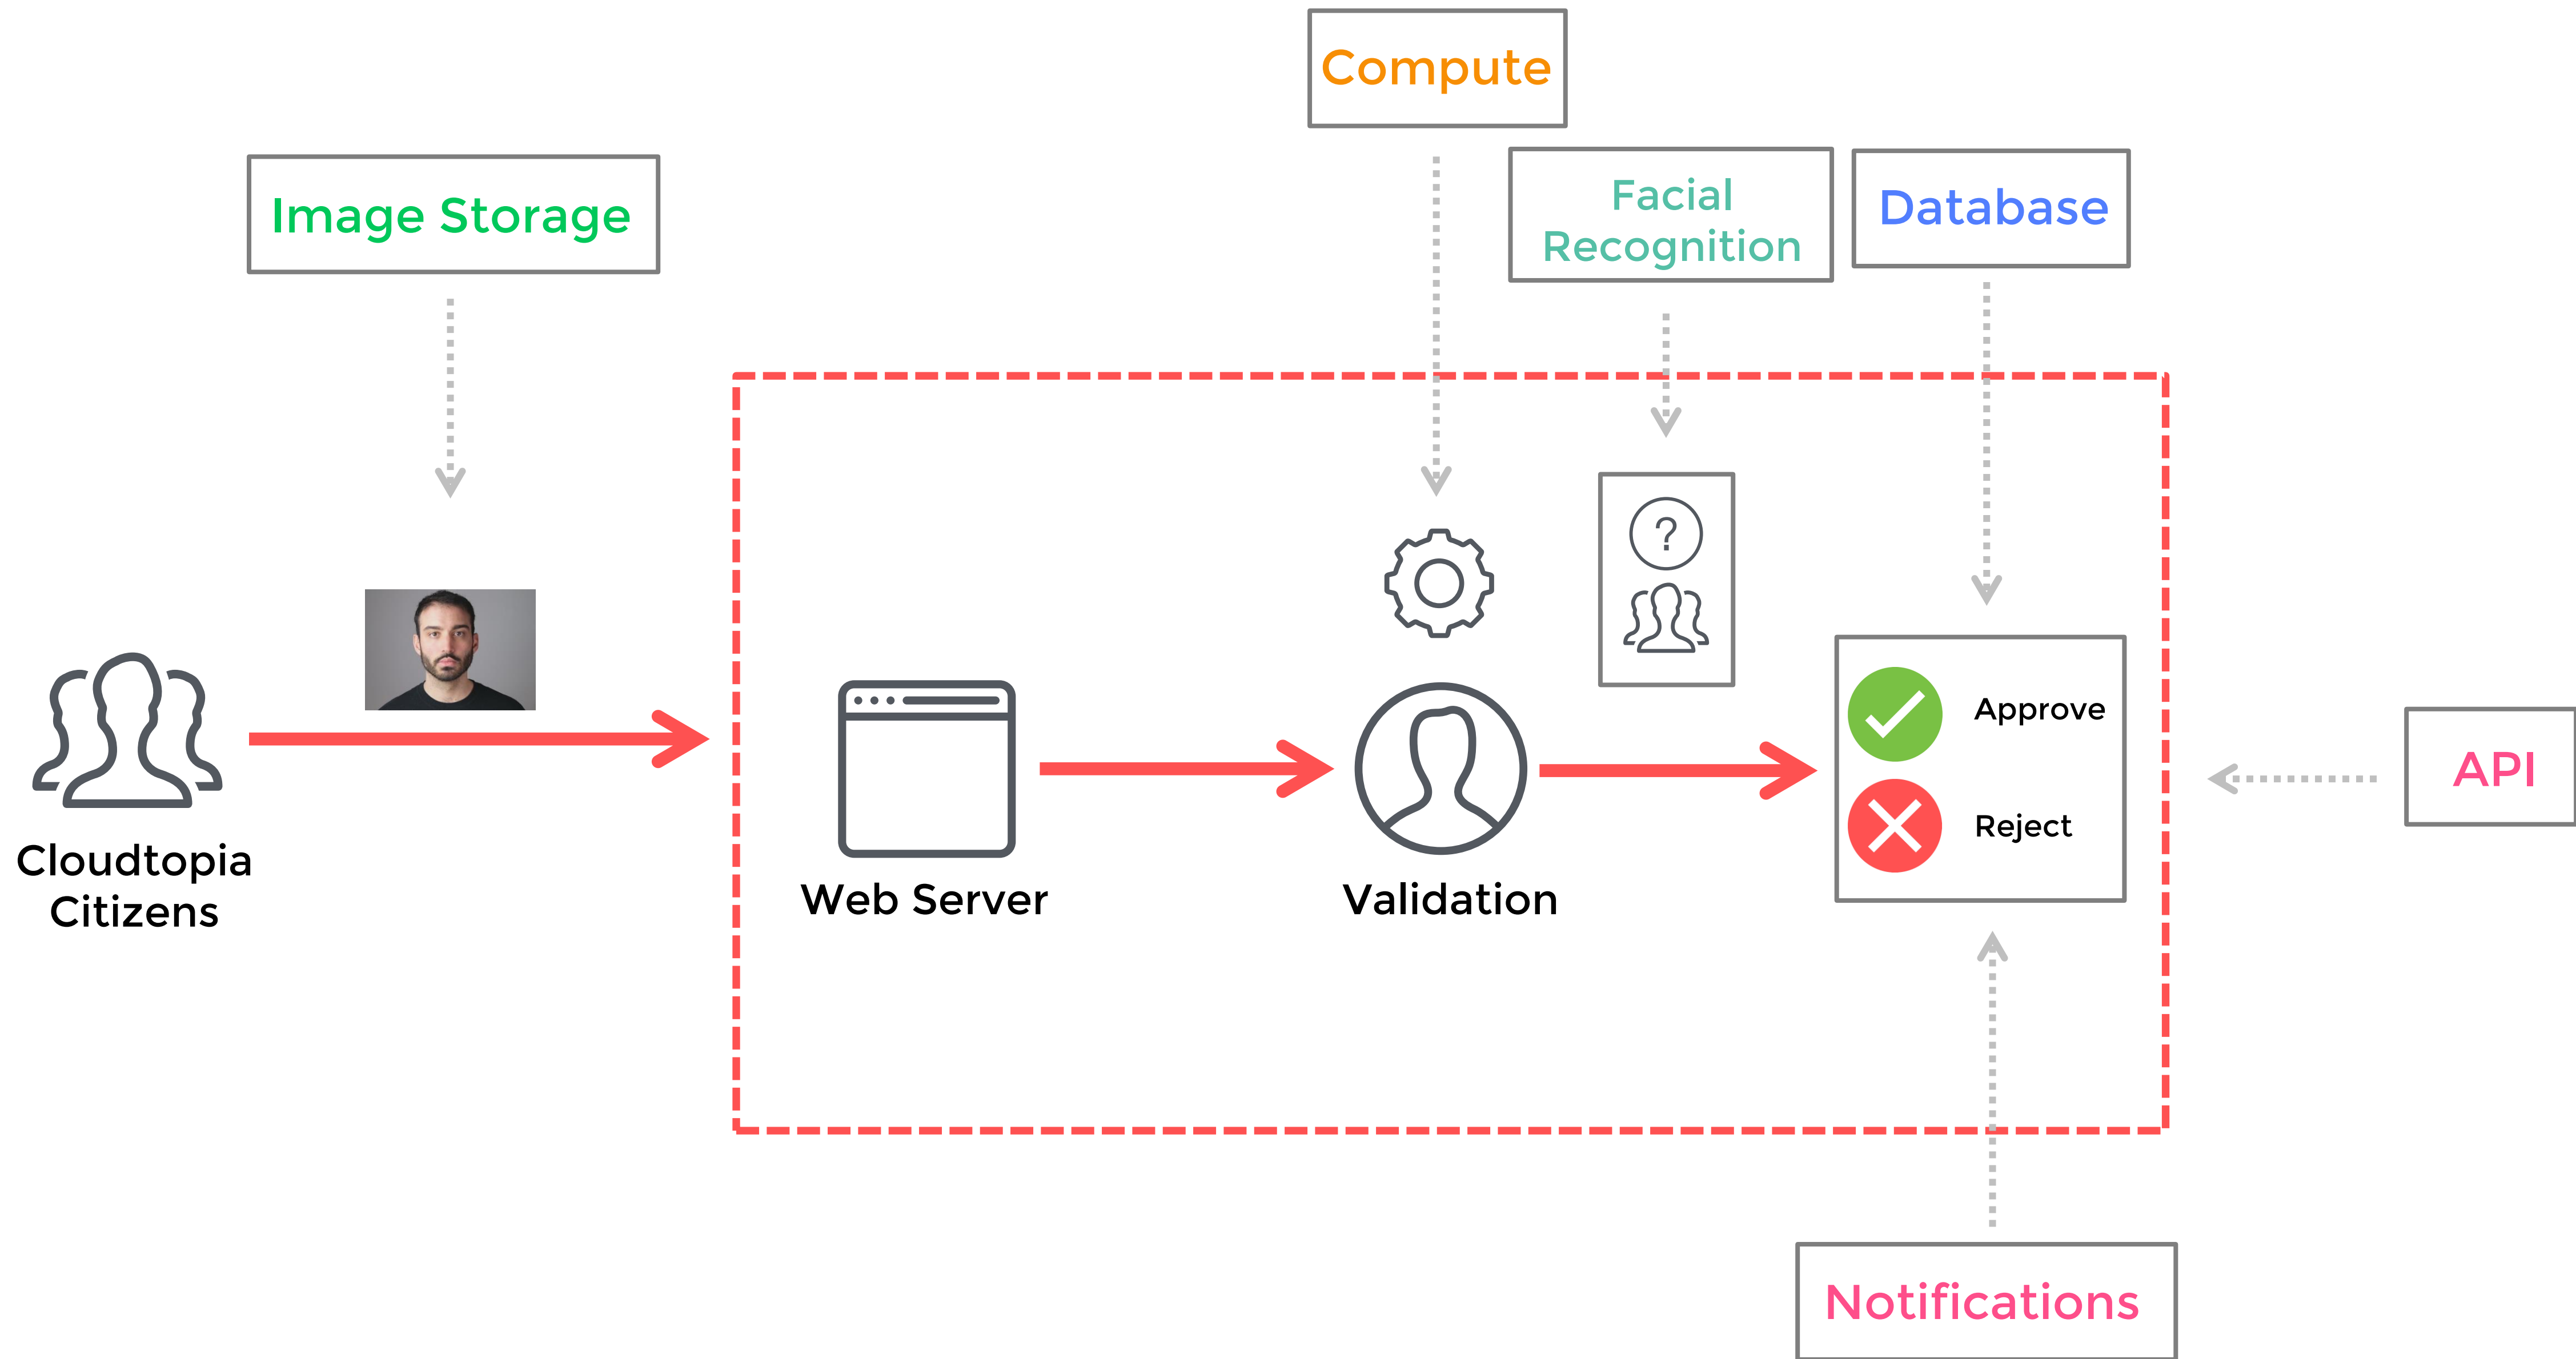 Compute
Image Storage
Facial
Recognition
Database
?
Approve
Reject
API
Cloudtopia
Citizens
Web Server
Validation
Notifications